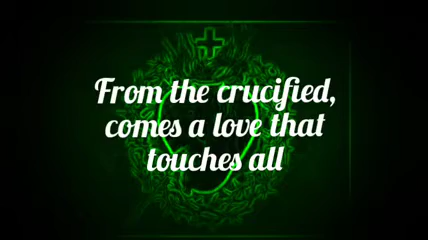 From the crucified,
comes a love that
touches all